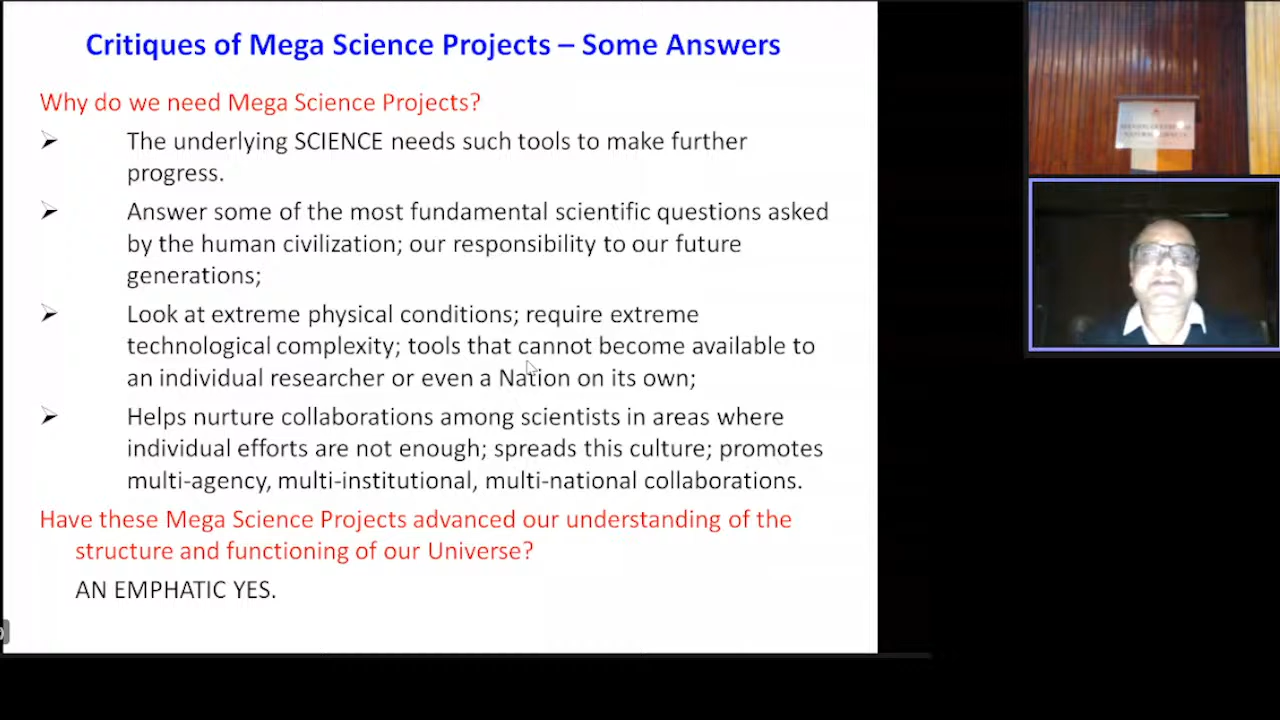 Critiques of Mega Science Projects – Some Answers
Why do we need Mega Science Projects?
➢ The underlying SCIENCE needs such tools to make further
progress.
➢ Answer some of the most fundamental scientific questions asked
by the human civilization; our responsibility to our future
generations;
➢ Look at extreme physical conditions; require extreme
technological complexity; tools that cannot become available to
an individual researcher or even a Nation on its own;
➢ Helps nurture collaborations among scientists in areas where
individual efforts are not enough; spreads this culture; promotes
multi-agency, multi-institutional, multi-national collaborations.
Have these Mega Science Projects advanced our understanding of the
structure and functioning of our Universe?
AN EMPHATIC YES.